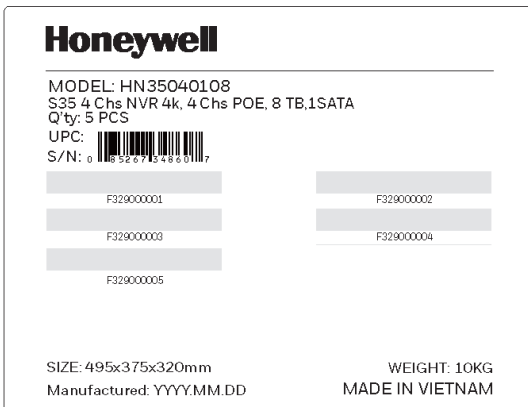 Honeywell
MODEL: HN35040108
S35 4 Chs NVR 4k, 4 Chs POE, 8 TB,1SATA
Q'ty: 5 PCS
UPC:
S/N: 0 85267 34860 7
F329000001 F329000002
F329000003 F329000004
F329000005
SIZE: 495x375x320mm WEIGHT: 10KG
Manufactured: YYYY.MM.DD MADE IN VIETNAM